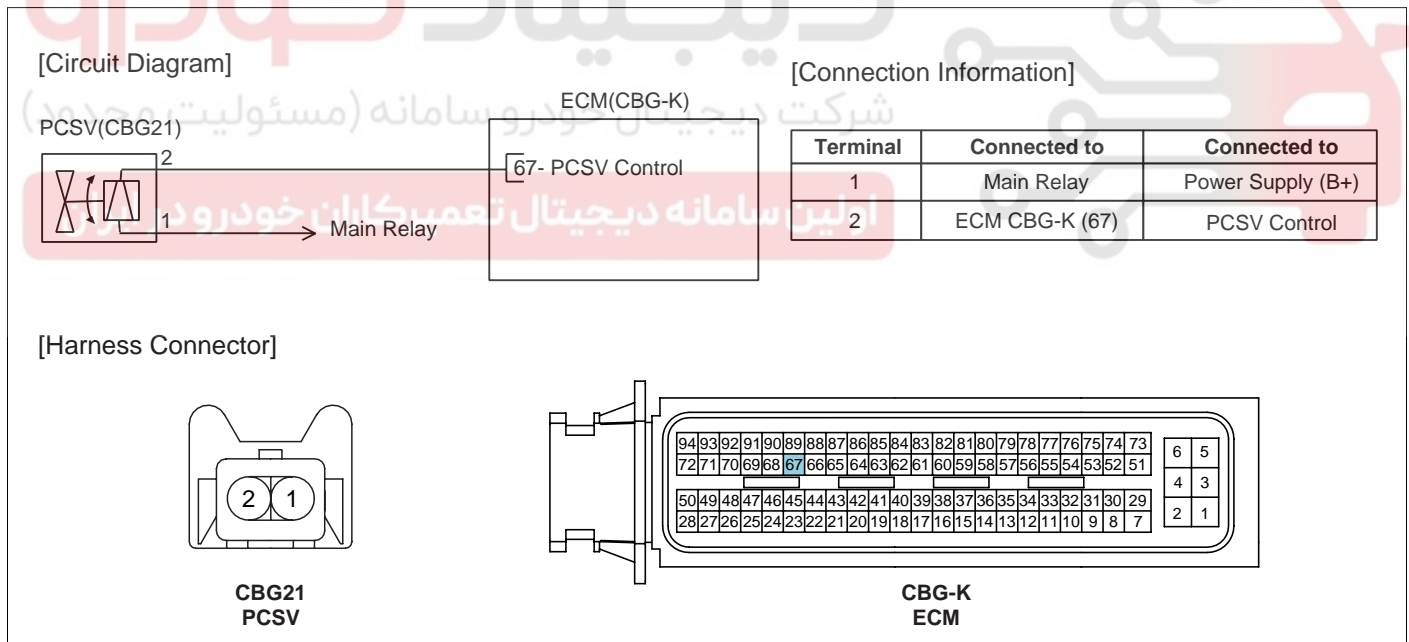 دیجیتال خودرو
شرکت دیجیتال خودرو سامانه (مسئولیت محدود)
اولین سامانه دیجیتال تعمیرکاران خودرو در ایران
[Circuit Diagram]
PCSV(CBG21)
2
1
Main Relay
ECM(CBG-K)
67- PCSV Control
[Connection Information]
Terminal Connected to Connected to
1 Main Relay Power Supply (B+)
2 ECM CBG-K (67) PCSV Control
[Harness Connector]
2 1
CBG21
PCSV
94 93 92 91 90 89 88 87 86 85 84 83 82 81 80 79 78 77 76 75 74 73
72 71 70 69 68 67 66 65 64 63 62 61 60 59 58 57 56 55 54 53 52 51
50 49 48 47 46 45 44 43 42 41 40 39 38 37 36 35 34 33 32 31 30 29
28 27 26 25 24 23 22 21 20 19 18 17 16 15 14 13 12 11 10 9 8 7
6 5
4 3
2 1
CBG-K
ECM